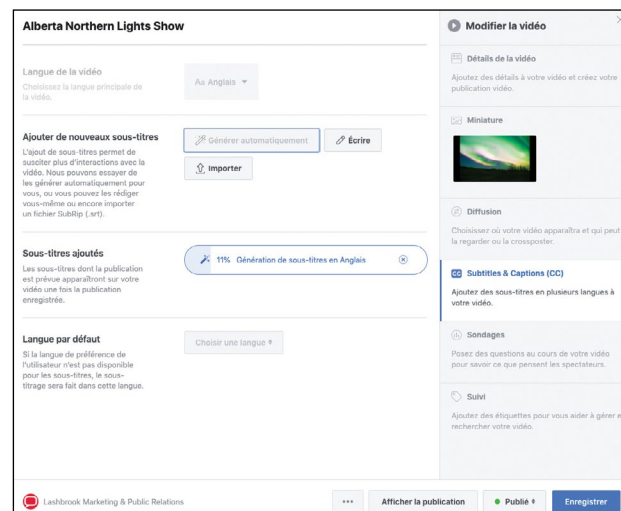 Alberta Northern Lights Show
Langue de la vidéo
Choisissez la langue principale de
la vidéo.
Aa Anglais
Ajouter de nouveaux sous-titres
L'ajout de sous-titres permet de
susciter plus d'interactions avec la
vidéo. Nous pouvons essayer de
les générer automatiquement pour
vous, ou vous pouvez les rédiger
vous-même ou encore importer
un fichier SubRip (.srt).
Générer automatiquement
Écrire
Importer
Sous-titres ajoutés
Les sous-titres dont la publication
est prévue apparaîtront sur votre
vidéo une fois la publication
enregistrée.
11% Génération de sous-titres en Anglais
Langue par défaut
Si la langue de préférence de
l'utilisateur n'est pas disponible
pour les sous-titres, le sous-
titrage sera fait dans cette langue.
Choisir une langue
Modifier la vidéo
Détails de la vidéo
Ajoutez des détails à votre vidéo et créez votre
publication vidéo.
Miniature
Diffusion
Choisissez où votre vidéo apparaîtra et qui peut
la regarder ou la crossposter.
CC Subtitles & Captions (CC)
Ajoutez des sous-titres en plusieurs langues à
votre vidéo.
Sondages
Posez des questions au cours de votre vidéo
pour savoir ce que pensent les spectateurs.
Suivi
Ajoutez des étiquettes pour vous aider à gérer e
rechercher votre vidéo.
Lashbrook Marketing & Public Relations
Afficher la publication
Publié
Enregistrer